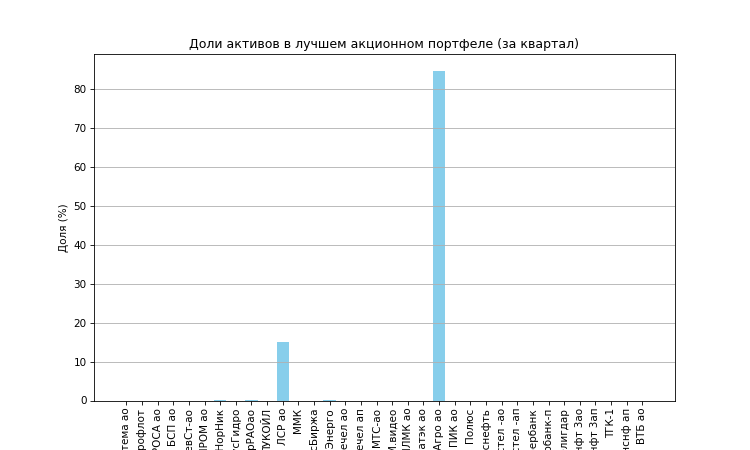 Доли активов в лучшем акционном портфеле (за квартал)
Доля (%)
80
70
60
50
40
30
20
10
0
тема ао
рофлот
РОСА ао
БСП ао
евСт-ао
ПРОМ ао
НорНик
сГидро
рРАОао
УКОЙЛ
ЛСР ао
ММК
сБиржа
Энерго
ечел ао
ечел ап
МТС-ао
М.видео
ЛМК ао
атэк ао
Агро ао
ПИК ао
Полюс
снефть
стел -ао
стел -ап
ербанк
рбанк-п
лигдар
нфт 3ао
нфт 3ап
ТГК-1
нснф ап
ВТБ ао